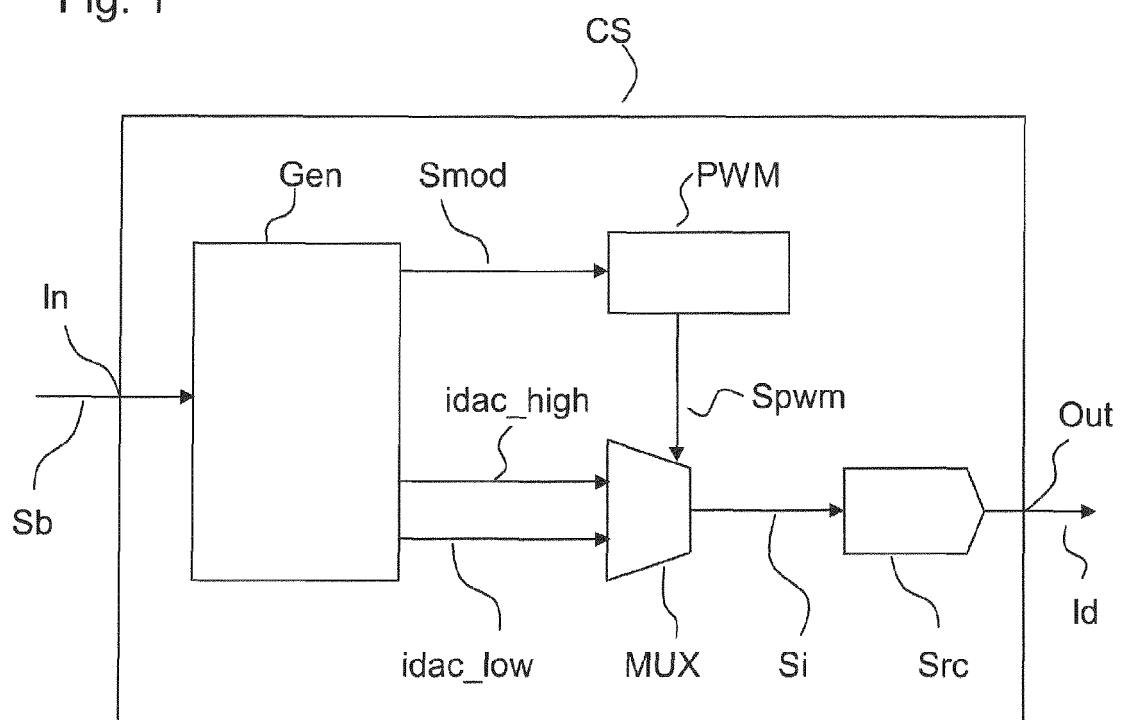 Fig. 1
CS
Gen
Smod
PWM
In
idac_high
Spwm
Out
Sb
Id
idac_low
MUX
Si
Src